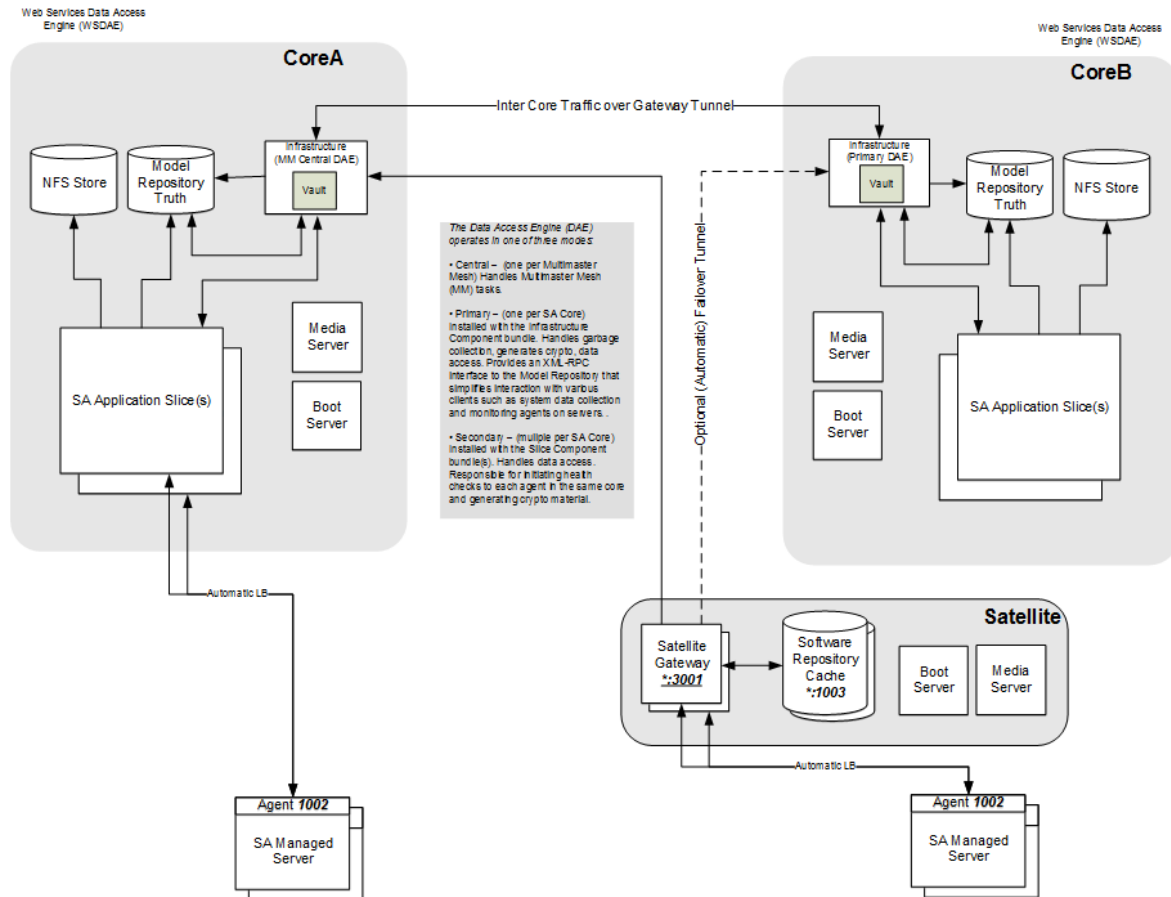 Web Services Data Access
Engine (WSDAE)
CoreA
Web Services Data Access
Engine (WSDAE)
CoreB
Inter Core Traffic over Gateway Tunnel
NFS Store
Model
Repository
Truth
Infrastructure
(MM Central DAE)
Vault
Infrastructure
(Primary DAE)
Vault
Model
Repository
Truth
NFS Store
The Data Access Engine (DAE)
operates in one of three modes:
• Central – (one per Multimaster
Mesh) Handles Multimaster Mesh
(MM) tasks.
• Primary – (one per SA Core)
Installed with the Infrastructure
Component bundle. Handles garbage
collection, generates crypto, data
access. Provides an XML-RPC
interface to the Model Repository that
simplifies interaction with various
clients such as system data collection
and monitoring agents on servers. .
• Secondary – (muliple per SA Core)
Installed with the Slice Component
bundle(s). Handles data access.
Responsible for initiating health
checks to each agent in the same core
and generating crypto material.
Optional (Automatic) Failover Tunnel
SA Application Slice(s)
Media
Server
Boot
Server
Media
Server
Boot
Server
SA Application Slice(s)
Automatic LB
Satellite
Satellite
Gateway
*:3001
Software
Repository
Cache
*:1003
Boot
Server
Media
Server
Automatic LB
Agent 1002
SA Managed
Server
Agent 1002
SA Managed
Server